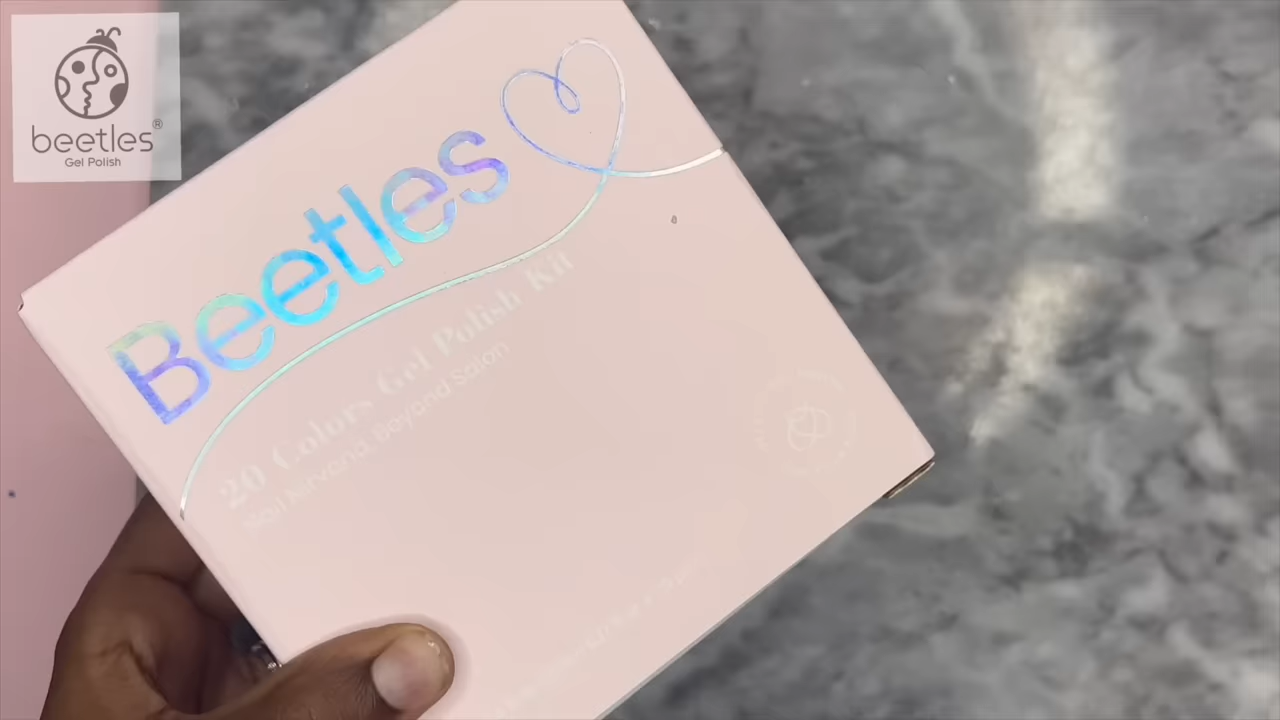 beetles®
Gel Polish
Beetles
20 Colors Gel Polish Kit
Nail Nirvana, Beyond Salon